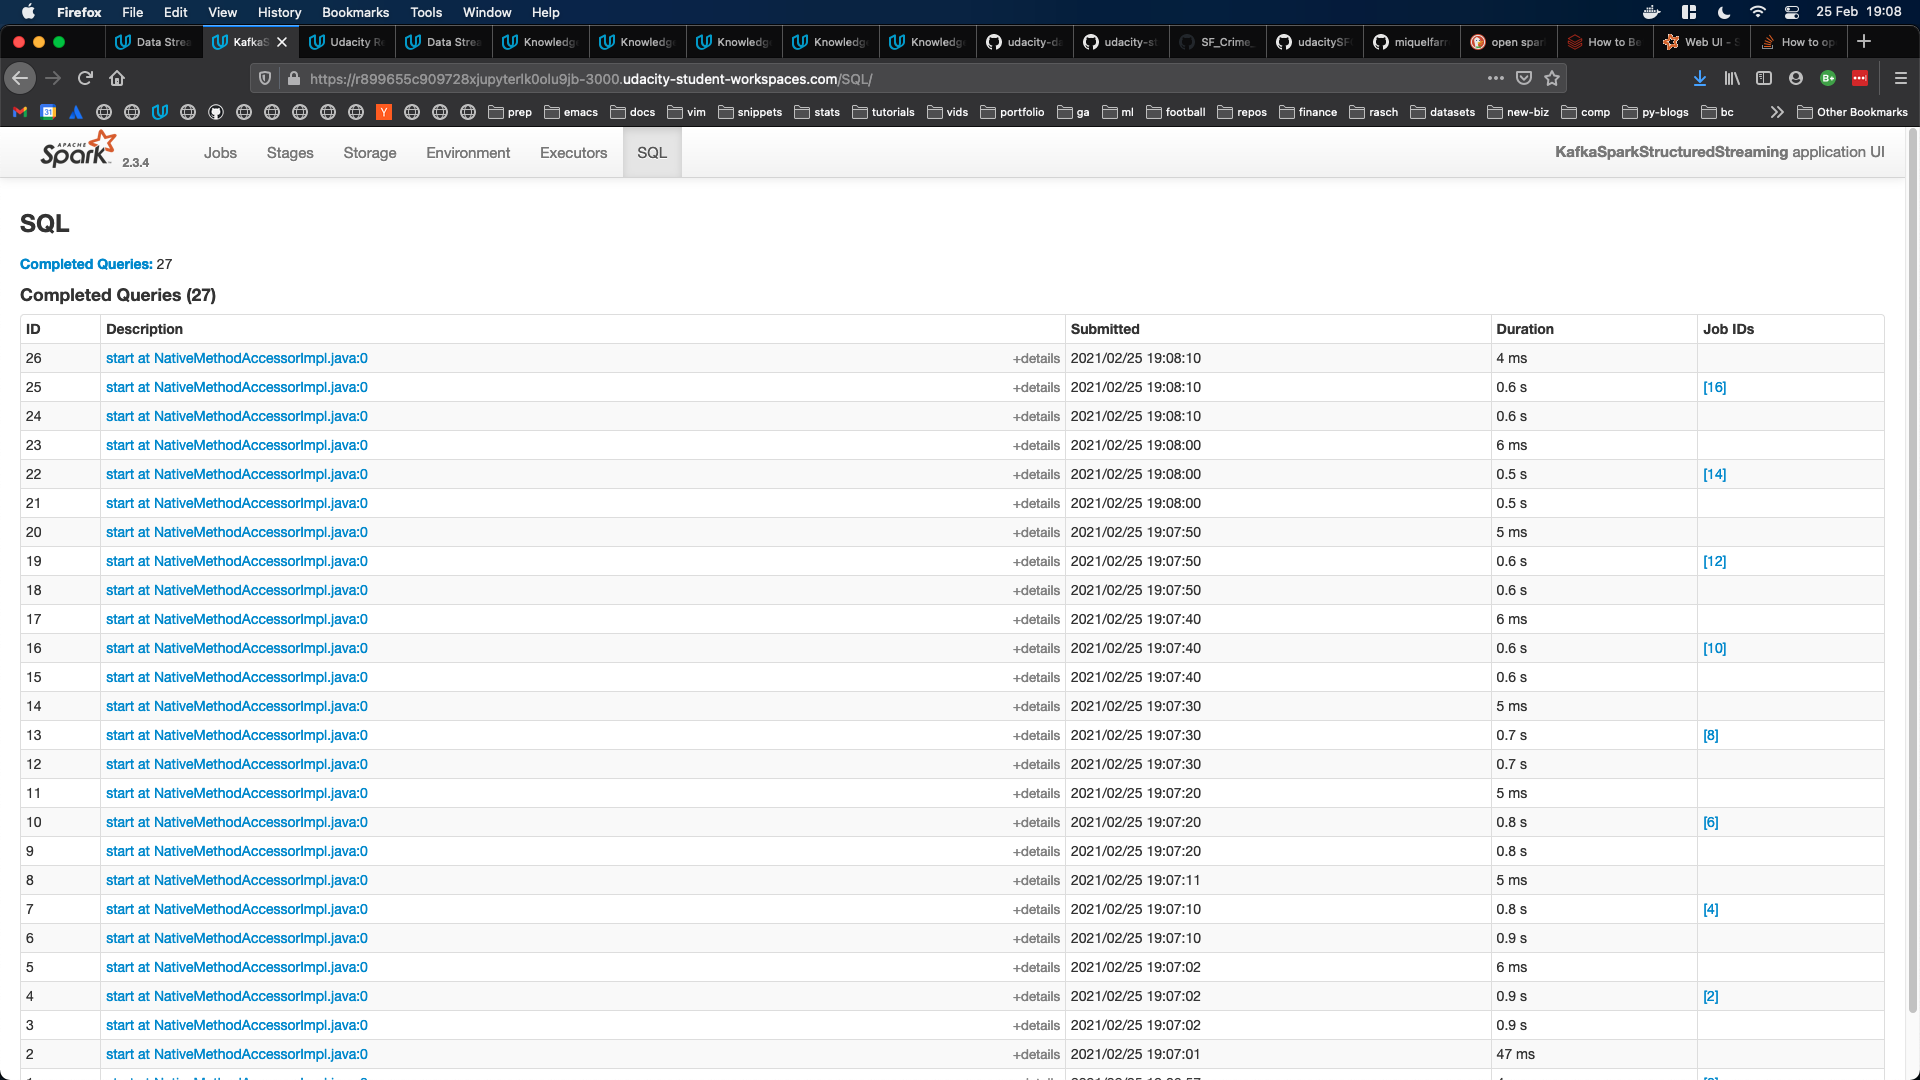 Firefox File Edit View History Bookmarks Tools Window Help 25 Feb 19:08
Data Strea KafkaS Udacity Re Data Strea Knowledge Knowledge Knowledge Knowledge Knowledge udacity-da udacity-st SF_Crime_ udacitySF miquelfarr open spar How to Be Web UI - S How to op
https://r899655c909728xjupyterlk0olu9jb-3000.udacity-student-workspaces.com/SQL/
prep emacs docs vim snippets stats tutorials vids portfolio ga ml football repos finance rasch datasets new-biz comp py-blogs bc Other Bookmarks
APACHE Spark 2.3.4 Jobs Stages Storage Environment Executors SQL KafkaSparkStructuredStreaming application UI
SQL
Completed Queries: 27
Completed Queries (27)
ID Description Submitted Duration Job IDs
26 start at NativeMethodAccessorImpl.java:0 +details 2021/02/25 19:08:10 4 ms
25 start at NativeMethodAccessorImpl.java:0 +details 2021/02/25 19:08:10 0.6 s [16]
24 start at NativeMethodAccessorImpl.java:0 +details 2021/02/25 19:08:10 0.6 s
23 start at NativeMethodAccessorImpl.java:0 +details 2021/02/25 19:08:00 6 ms
22 start at NativeMethodAccessorImpl.java:0 +details 2021/02/25 19:08:00 0.5 s [14]
21 start at NativeMethodAccessorImpl.java:0 +details 2021/02/25 19:08:00 0.5 s
20 start at NativeMethodAccessorImpl.java:0 +details 2021/02/25 19:07:50 5 ms
19 start at NativeMethodAccessorImpl.java:0 +details 2021/02/25 19:07:50 0.6 s [12]
18 start at NativeMethodAccessorImpl.java:0 +details 2021/02/25 19:07:50 0.6 s
17 start at NativeMethodAccessorImpl.java:0 +details 2021/02/25 19:07:40 6 ms
16 start at NativeMethodAccessorImpl.java:0 +details 2021/02/25 19:07:40 0.6 s [10]
15 start at NativeMethodAccessorImpl.java:0 +details 2021/02/25 19:07:40 0.6 s
14 start at NativeMethodAccessorImpl.java:0 +details 2021/02/25 19:07:30 5 ms
13 start at NativeMethodAccessorImpl.java:0 +details 2021/02/25 19:07:30 0.7 s [8]
12 start at NativeMethodAccessorImpl.java:0 +details 2021/02/25 19:07:30 0.7 s
11 start at NativeMethodAccessorImpl.java:0 +details 2021/02/25 19:07:20 5 ms
10 start at NativeMethodAccessorImpl.java:0 +details 2021/02/25 19:07:20 0.8 s [6]
9 start at NativeMethodAccessorImpl.java:0 +details 2021/02/25 19:07:20 0.8 s
8 start at NativeMethodAccessorImpl.java:0 +details 2021/02/25 19:07:11 5 ms
7 start at NativeMethodAccessorImpl.java:0 +details 2021/02/25 19:07:10 0.8 s [4]
6 start at NativeMethodAccessorImpl.java:0 +details 2021/02/25 19:07:10 0.9 s
5 start at NativeMethodAccessorImpl.java:0 +details 2021/02/25 19:07:02 6 ms
4 start at NativeMethodAccessorImpl.java:0 +details 2021/02/25 19:07:02 0.9 s [2]
3 start at NativeMethodAccessorImpl.java:0 +details 2021/02/25 19:07:02 0.9 s
2 start at NativeMethodAccessorImpl.java:0 +details 2021/02/25 19:07:01 47 ms